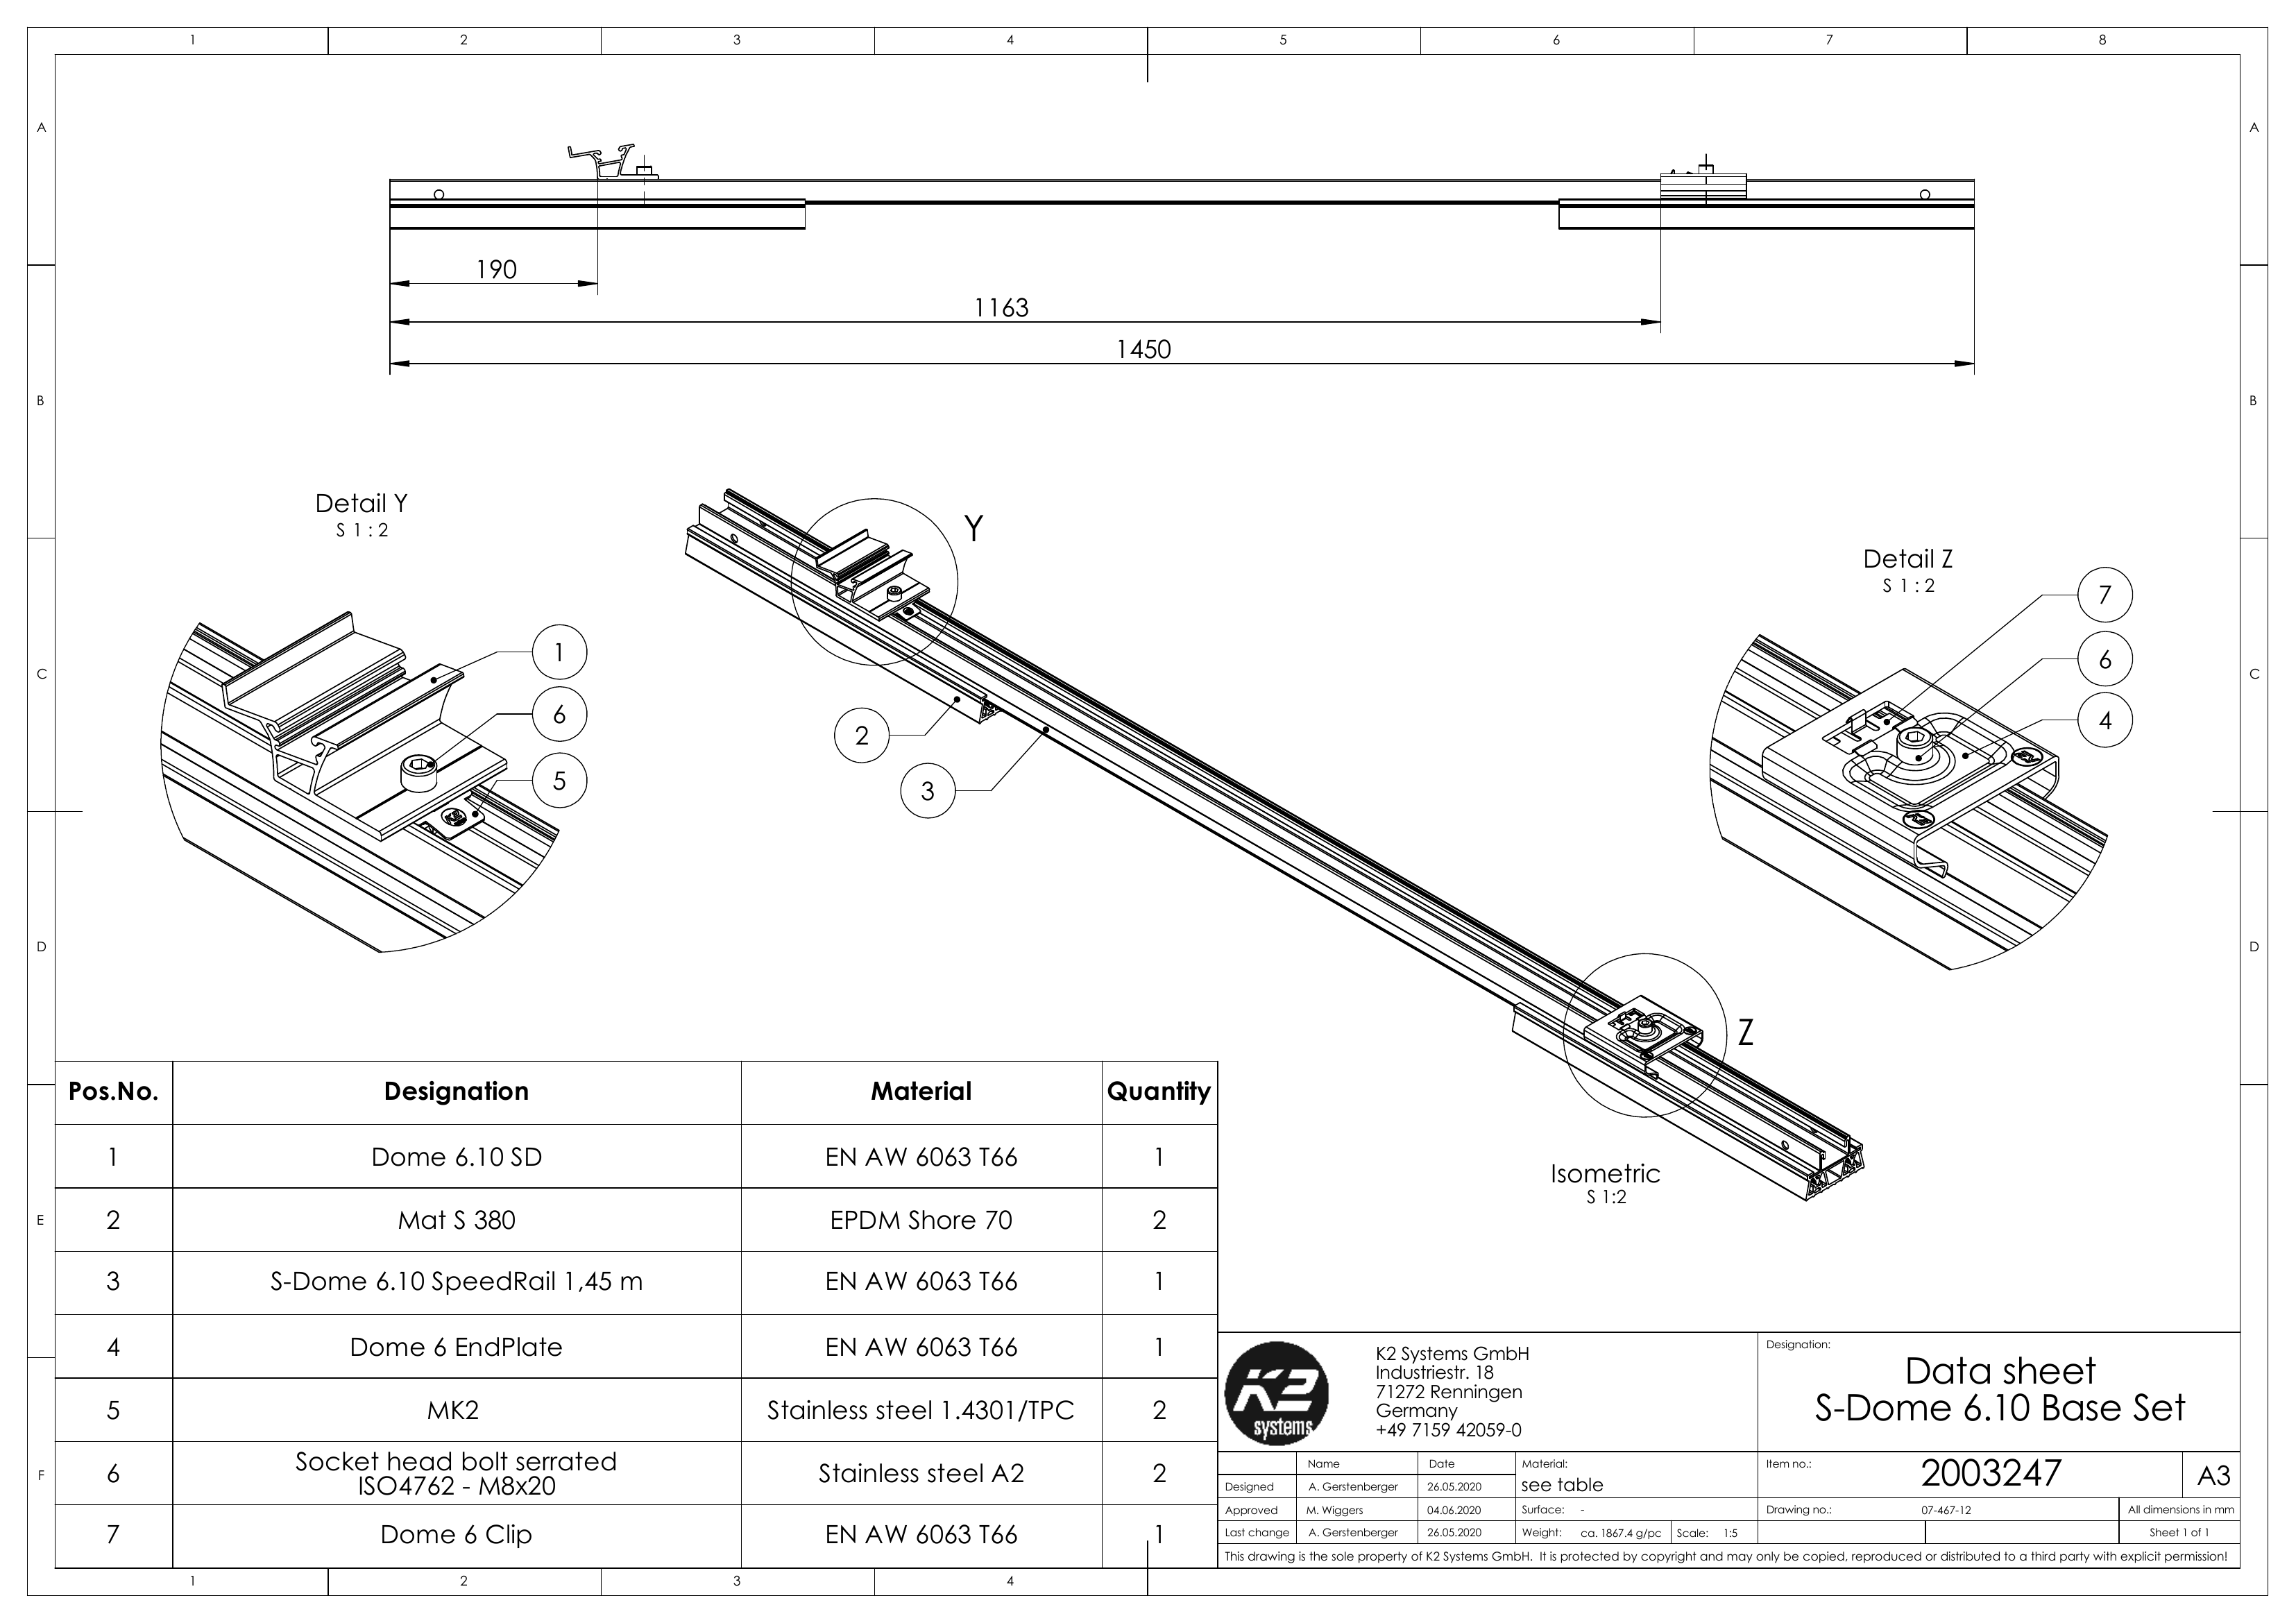 1 2 3 4 5 6 7 8
A A
190
1163
1450
B B
Detail Y
S 1 : 2
Y
Detail Z
S 1 : 2
7
1
6
C C
6
4
2
5
3
D D
Z
Isometric
S 1:2
Pos.No. Designation Material Quantity
1 Dome 6.10 SD EN AW 6063 T66 1
2 Mat S 380 EPDM Shore 70 2
3 S-Dome 6.10 SpeedRail 1,45 m EN AW 6063 T66 1
4 Dome 6 EndPlate EN AW 6063 T66 1
5 MK2 Stainless steel 1.4301/TPC 2
6 Socket head bolt serrated
ISO4762 - M8x20 Stainless steel A2 2
7 Dome 6 Clip EN AW 6063 T66 1
E
F
K2
systems
K2 Systems GmbH
Industriestr. 18
71272 Renningen
Germany
+49 7159 42059-0
Designation:
Data sheet
S-Dome 6.10 Base Set
Name Date Material: Item no.: 2003247 A3
Designed A. Gerstenberger 26.05.2020 see table
Approved M. Wiggers 04.06.2020 Surface: - Drawing no.: 07-467-12 All dimensions in mm
Last change A. Gerstenberger 26.05.2020 Weight: ca. 1867.4 g/pc Scale: 1:5 Sheet 1 of 1
This drawing is the sole property of K2 Systems GmbH. It is protected by copyright and may only be copied, reproduced or distributed to a third party with explicit permission!
1 2 3 4